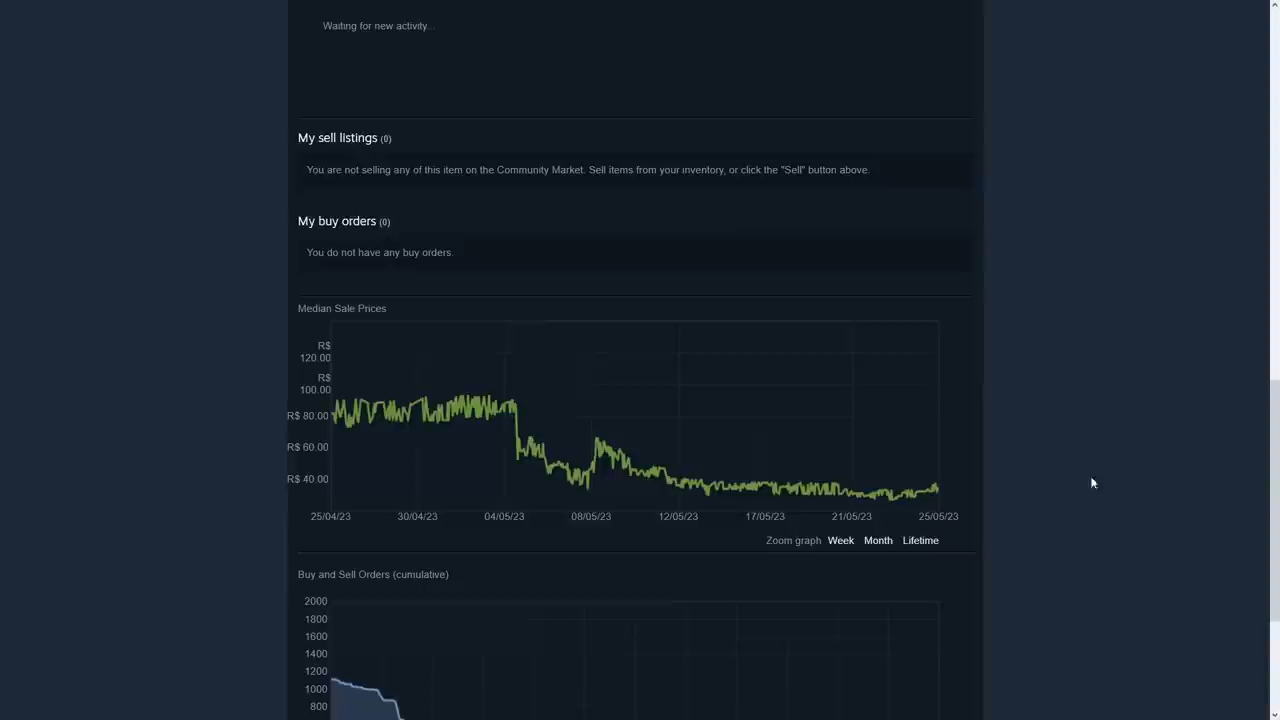 Waiting for new activity...
My sell listings (0)
You are not selling any of this item on the Community Market. Sell items from your inventory, or click the "Sell" button above.
My buy orders (0)
You do not have any buy orders.
Median Sale Prices
R$
120.00
R$
100.00
R$ 80.00
R$ 60.00
R$ 40.00
25/04/23 30/04/23 04/05/23 08/05/23 12/05/23 17/05/23 21/05/23 25/05/23
Zoom graph Week Month Lifetime
Buy and Sell Orders (cumulative)
2000
1800
1600
1400
1200
1000
800